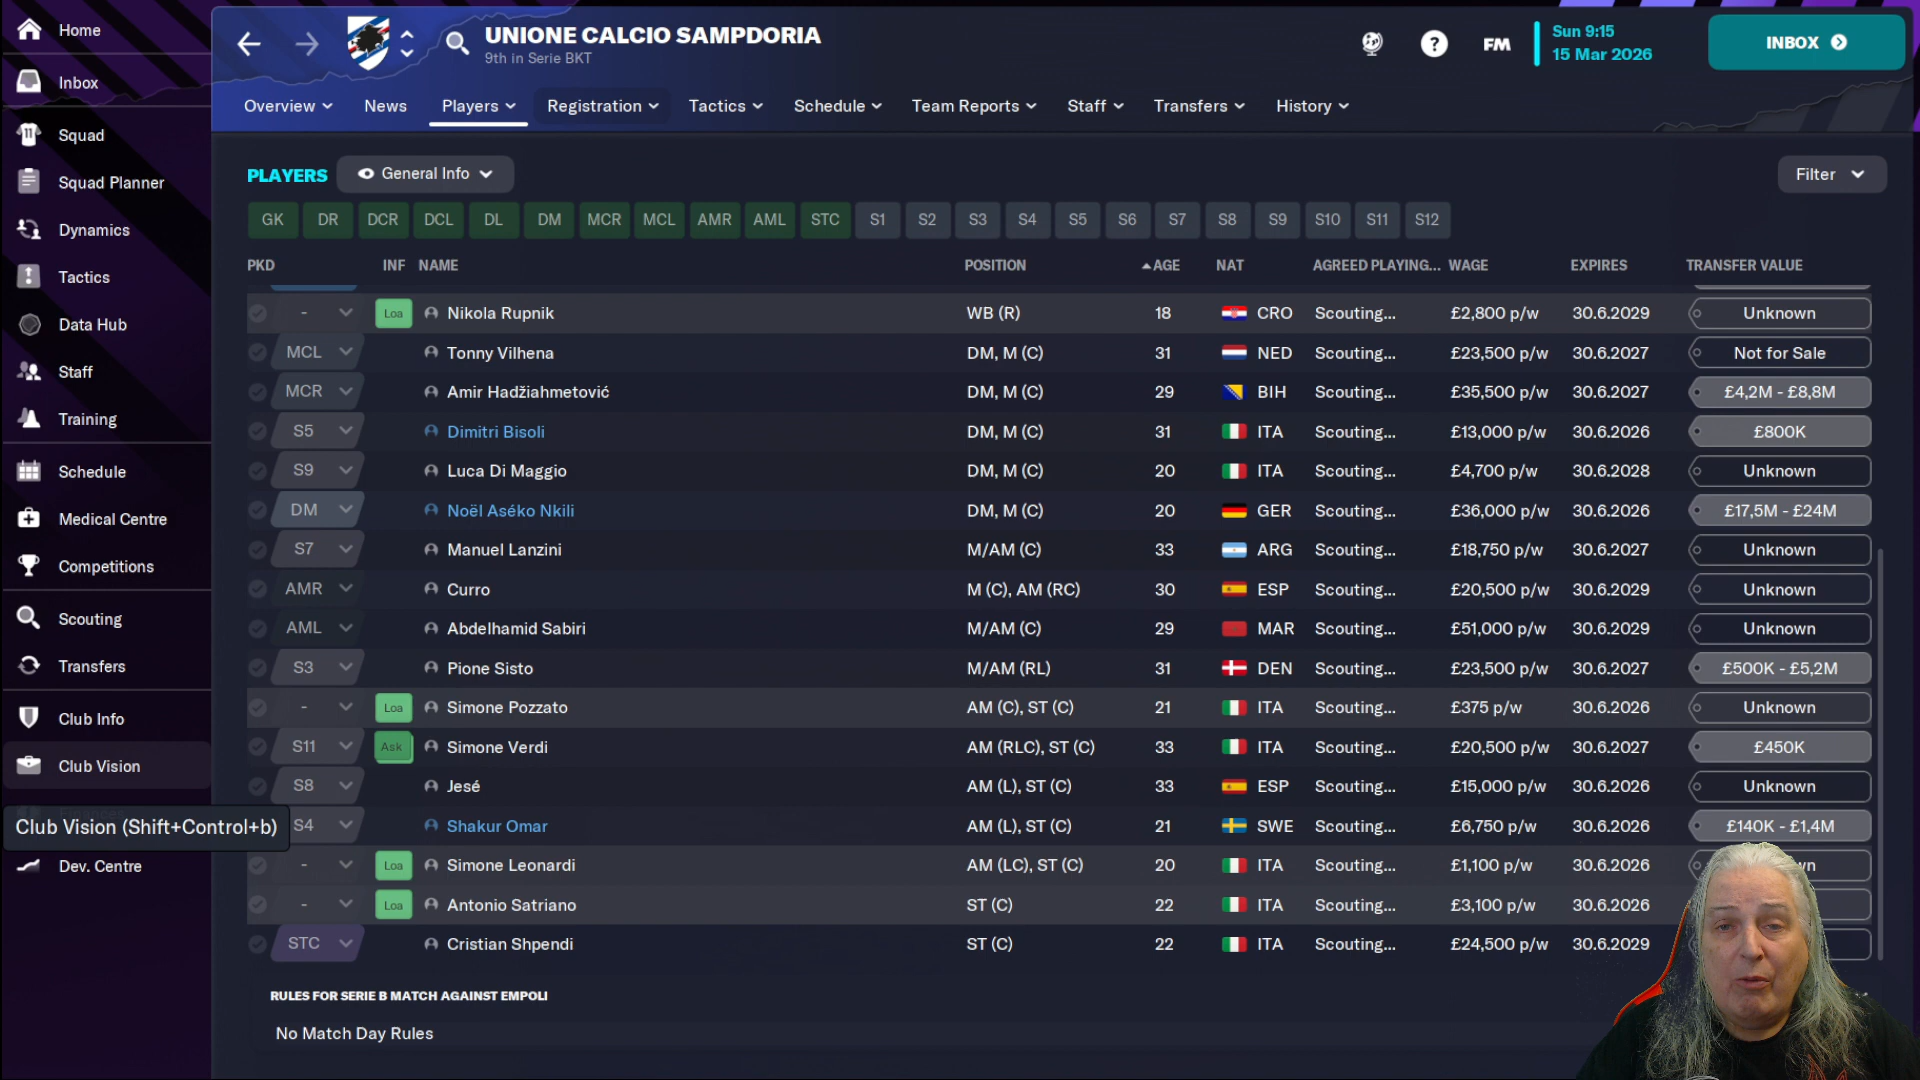 Home
Inbox
Squad
Squad Planner
Dynamics
Tactics
Data Hub
Staff
Training
Schedule
Medical Centre
Competitions
Scouting
Transfers
Club Info
Club Vision
Club Vision (Shift+Control+b)
Dev. Centre
UNIONE CALCIO SAMPDORIA
9th in Serie BKT
? FM
Sun 9:15
15 Mar 2026
INBOX
Overview News Players Registration Tactics Schedule Team Reports Staff Transfers History
PLAYERS General Info Filter
GK DR DCR DCL DL DM MCR MCL AMR AML STC S1 S2 S3 S4 S5 S6 S7 S8 S9 S10 S11 S12
PKD INF NAME POSITION AGE NAT AGREED PLAYING... WAGE EXPIRES TRANSFER VALUE
- Loa Nikola Rupnik WB (R) 18 CRO Scouting... £2,800 p/w 30.6.2029 Unknown
MCL Tonny Vilhena DM, M (C) 31 NED Scouting... £23,500 p/w 30.6.2027 Not for Sale
MCR Amir Hadžiahmetović DM, M (C) 29 BIH Scouting... £35,500 p/w 30.6.2027 £4,2M - £8,8M
S5 Dimitri Bisoli DM, M (C) 31 ITA Scouting... £13,000 p/w 30.6.2026 £800K
S9 Luca Di Maggio DM, M (C) 20 ITA Scouting... £4,700 p/w 30.6.2028 Unknown
DM Noël Aséko Nkili DM, M (C) 20 GER Scouting... £36,000 p/w 30.6.2026 £17,5M - £24M
S7 Manuel Lanzini M/AM (C) 33 ARG Scouting... £18,750 p/w 30.6.2027 Unknown
AMR Curro M (C), AM (RC) 30 ESP Scouting... £20,500 p/w 30.6.2029 Unknown
AML Abdelhamid Sabiri M/AM (C) 29 MAR Scouting... £51,000 p/w 30.6.2029 Unknown
S3 Pione Sisto M/AM (RL) 31 DEN Scouting... £23,500 p/w 30.6.2027 £500K - £5,2M
- Loa Simone Pozzato AM (C), ST (C) 21 ITA Scouting... £375 p/w 30.6.2026 Unknown
S11 Ask Simone Verdi AM (RLC), ST (C) 33 ITA Scouting... £20,500 p/w 30.6.2027 £450K
S8 Jesé AM (L), ST (C) 33 ESP Scouting... £15,000 p/w 30.6.2026 Unknown
S4 Shakur Omar AM (L), ST (C) 21 SWE Scouting... £6,750 p/w 30.6.2026 £140K - £1,4M
- Loa Simone Leonardi AM (LC), ST (C) 20 ITA Scouting... £1,100 p/w 30.6.2026
- Loa Antonio Satriano ST (C) 22 ITA Scouting... £3,100 p/w 30.6.2026
STC Cristian Shpendi ST (C) 22 ITA Scouting... £24,500 p/w 30.6.2029
RULES FOR SERIE B MATCH AGAINST EMPOLI
No Match Day Rules